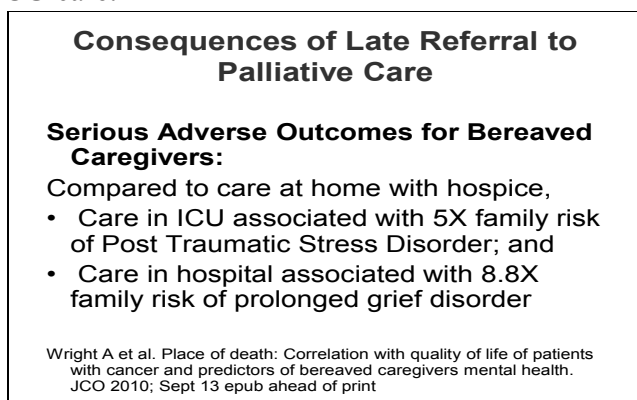 Consequences of Late Referral to
Palliative Care
Serious Adverse Outcomes for Bereaved
Caregivers:
Compared to care at home with hospice,
• Care in ICU associated with 5X family risk
of Post Traumatic Stress Disorder; and
• Care in hospital associated with 8.8X
family risk of prolonged grief disorder
Wright A et al. Place of death: Correlation with quality of life of patients
with cancer and predictors of bereaved caregivers mental health.
JCO 2010; Sept 13 epub ahead of print